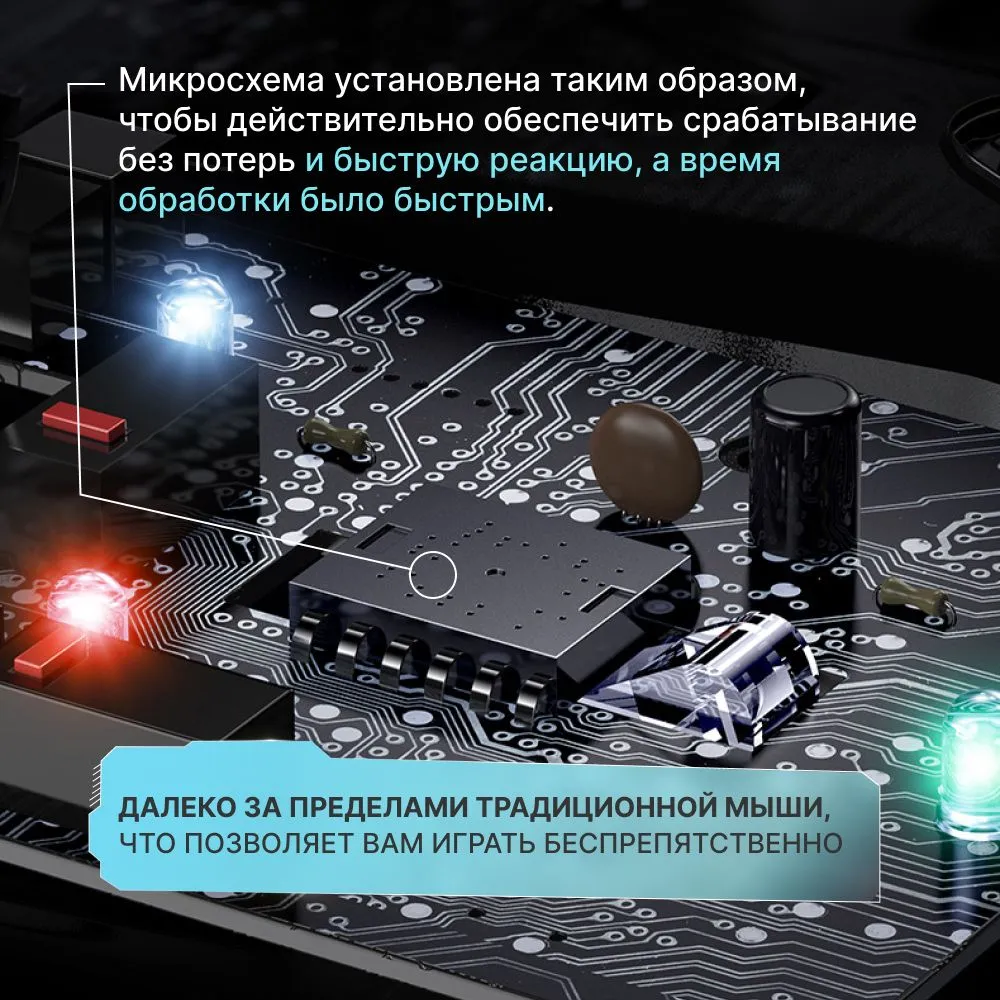 Микросхема установлена таким образом,
чтобы действительно обеспечить срабатывание
без потерь и быструю реакцию, а время
обработки было быстрым.
ДАЛЕКО ЗА ПРЕДЕЛАМИ ТРАДИЦИОННОЙ МЫШИ,
ЧТО ПОЗВОЛЯЕТ ВАМ ИГРАТЬ БЕСПРЕПЯТСТВЕННО